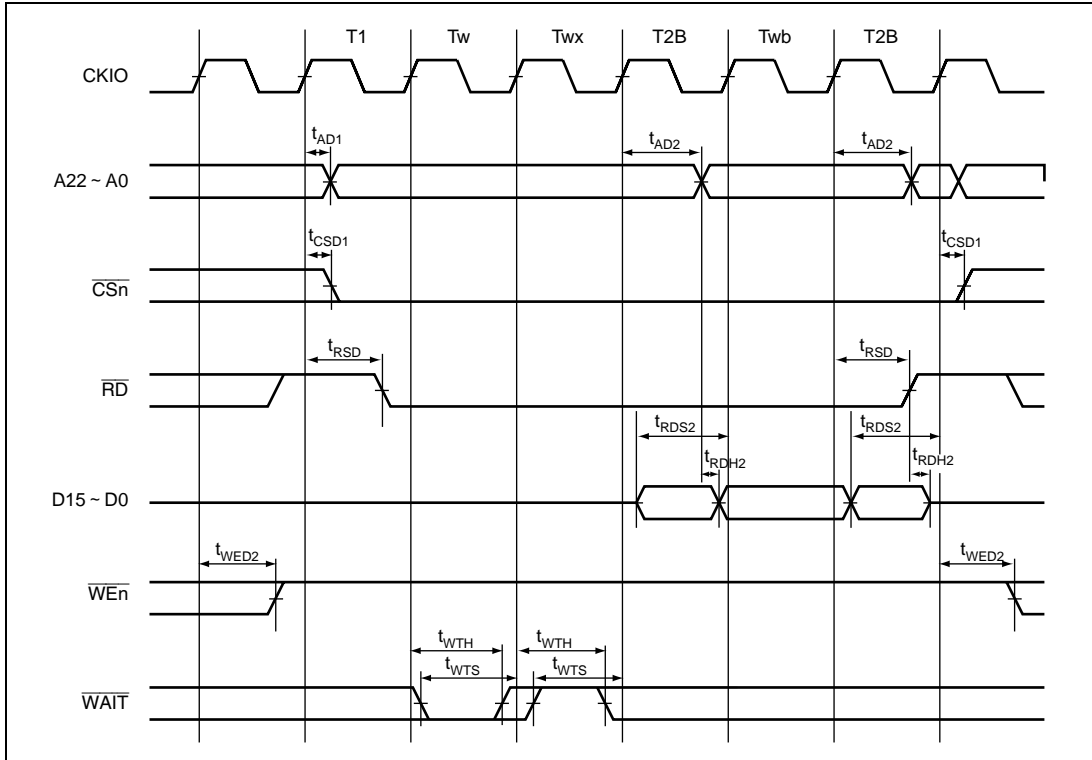 T1 Tw Twx T2B Twb T2B
CKIO
tAD1 tAD2 tAD2
A22 ~ A0
tCSD1 tCSD1
CSn
tRSD tRSD
RD
tRDS2 tRDS2
tRDH2 tRDH2
D15 ~ D0
tWED2 tWED2
WEn
tWTH tWTH
tWTS tWTS
WAIT